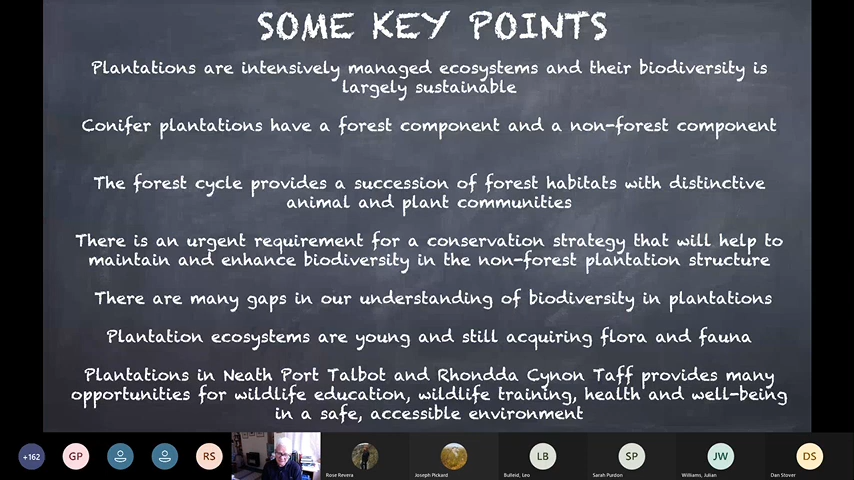 SOME KEY POINTS
Plantations are intensively managed ecosystems and their biodiversity is
largely sustainable
Conifer plantations have a forest component and a non-forest component
The forest cycle provides a succession of forest habitats with distinctive
animal and plant communities
There is an urgent requirement for a conservation strategy that will help to
maintain and enhance biodiversity in the non-forest plantation structure
There are many gaps in our understanding of biodiversity in plantations
Plantation ecosystems are young and still acquiring flora and fauna
Plantations in Neath Port Talbot and Rhondda Cynon Taff provides many
opportunities for wildlife education, wildlife training, health and well-being
in a safe, accessible environment
+162 GP RS LB SP JW DS
Rose Revera Joseph Pickard Bulleid, Leo Sarah Purdon Williams, Julian Dan Stover